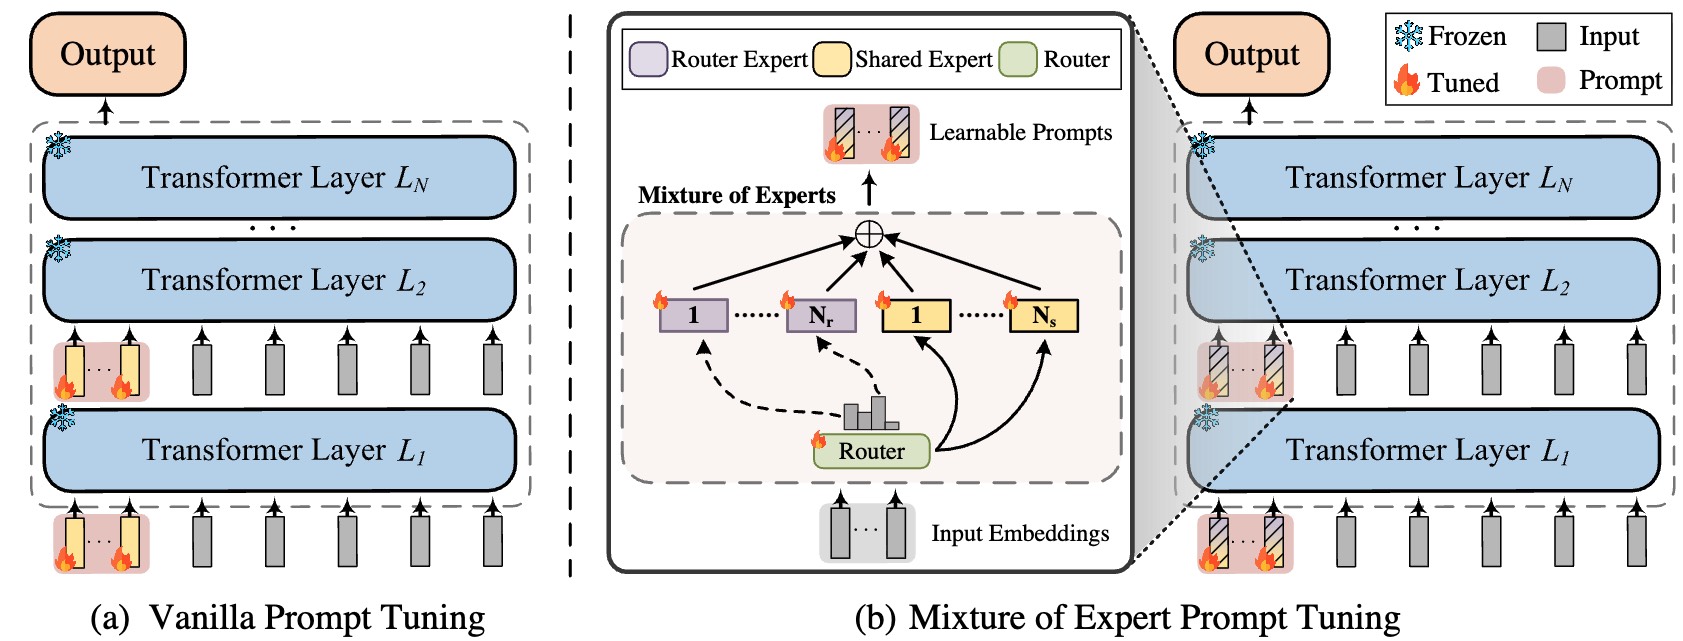 Output
Transformer Layer L_N
. . .
Transformer Layer L_2
...
Transformer Layer L_1
...
(a) Vanilla Prompt Tuning
Router Expert
Shared Expert
Router
...
Learnable Prompts
Mixture of Experts
1 ...... N_r 1 ...... N_s
Router
...
Input Embeddings
Output
Frozen
Input
Tuned
Prompt
Transformer Layer L_N
. . .
Transformer Layer L_2
...
Transformer Layer L_1
...
(b) Mixture of Expert Prompt Tuning